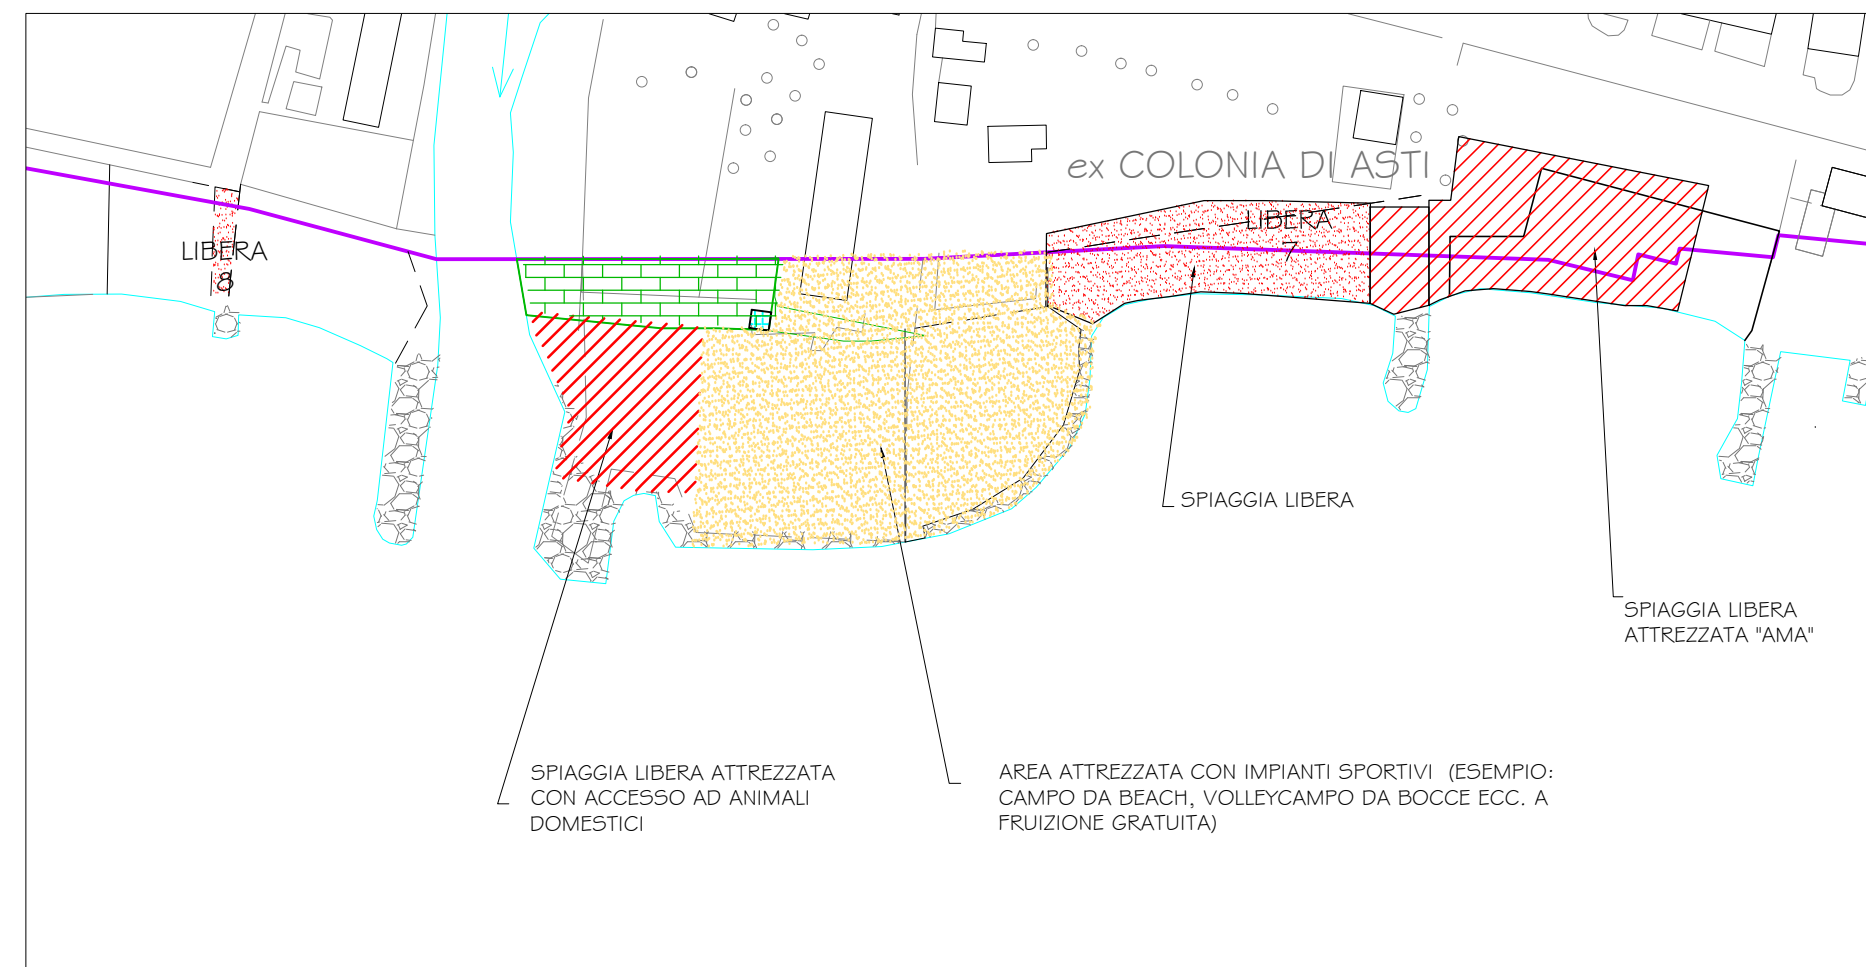 ex COLONIA DI ASTI
LIBERA
7
LIBERA
8
SPIAGGIA LIBERA
SPIAGGIA LIBERA
ATTREZZATA "AMA"
SPIAGGIA LIBERA ATTREZZATA
CON ACCESSO AD ANIMALI
DOMESTICI
AREA ATTREZZATA CON IMPIANTI SPORTIVI (ESEMPIO:
CAMPO DA BEACH, VOLLEYCAMPO DA BOCCE ECC. A
FRUIZIONE GRATUITA)